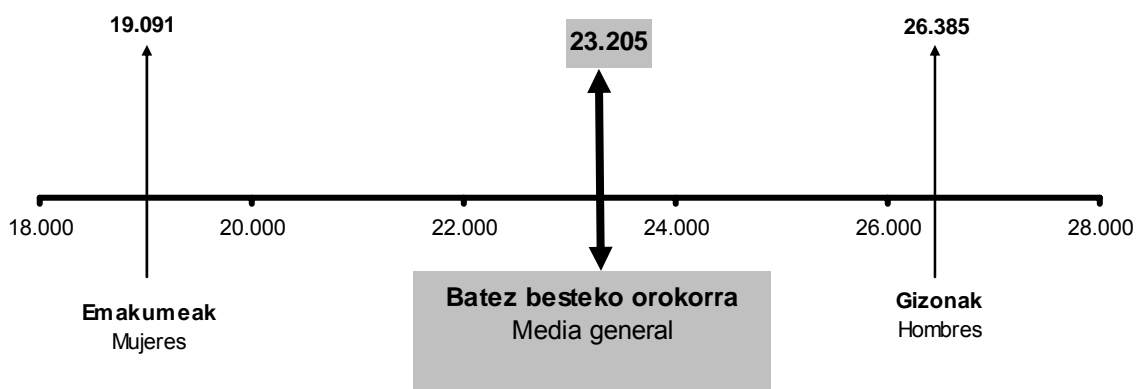 19.091
23.205
26.385
18.000
20.000
22.000
24.000
26.000
28.000
Emakumeak
Mujeres
Batez besteko orokorra
Media general
Gizonak
Hombres